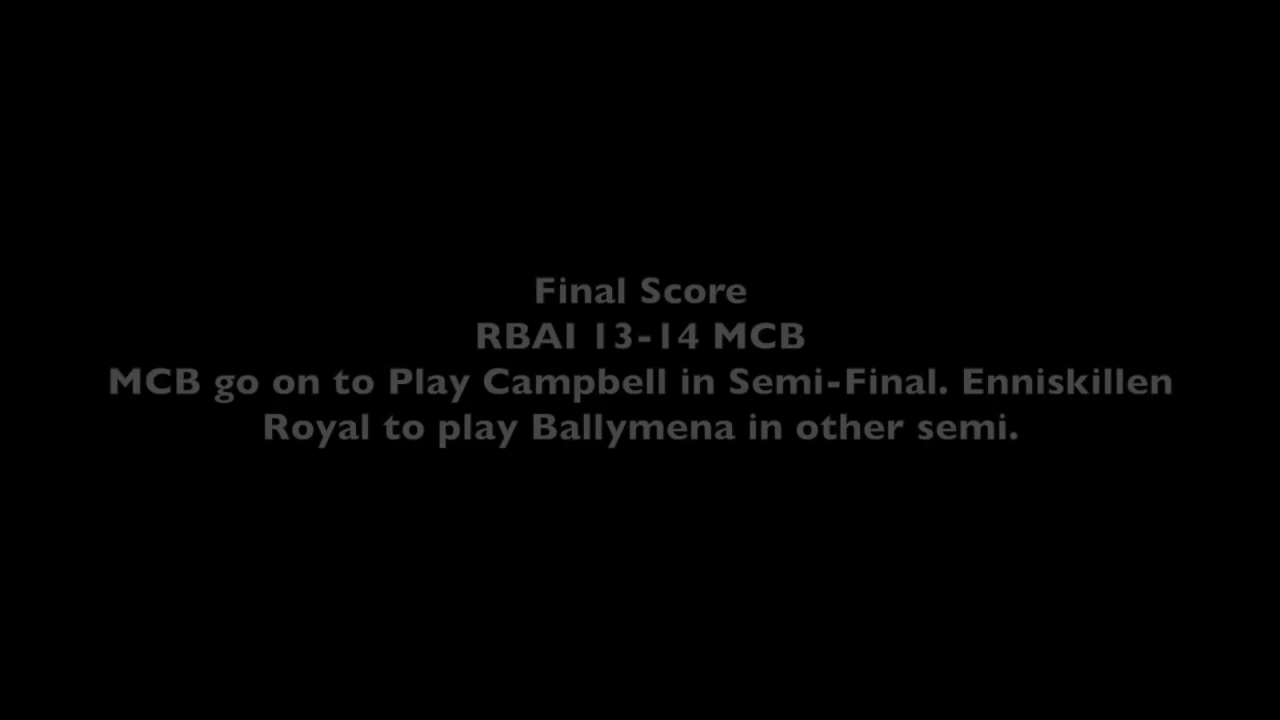 Final Score
RBAI 13-14 MCB
MCB go on to Play Campbell in Semi-Final. Enniskillen
Royal to play Ballymena in other semi.